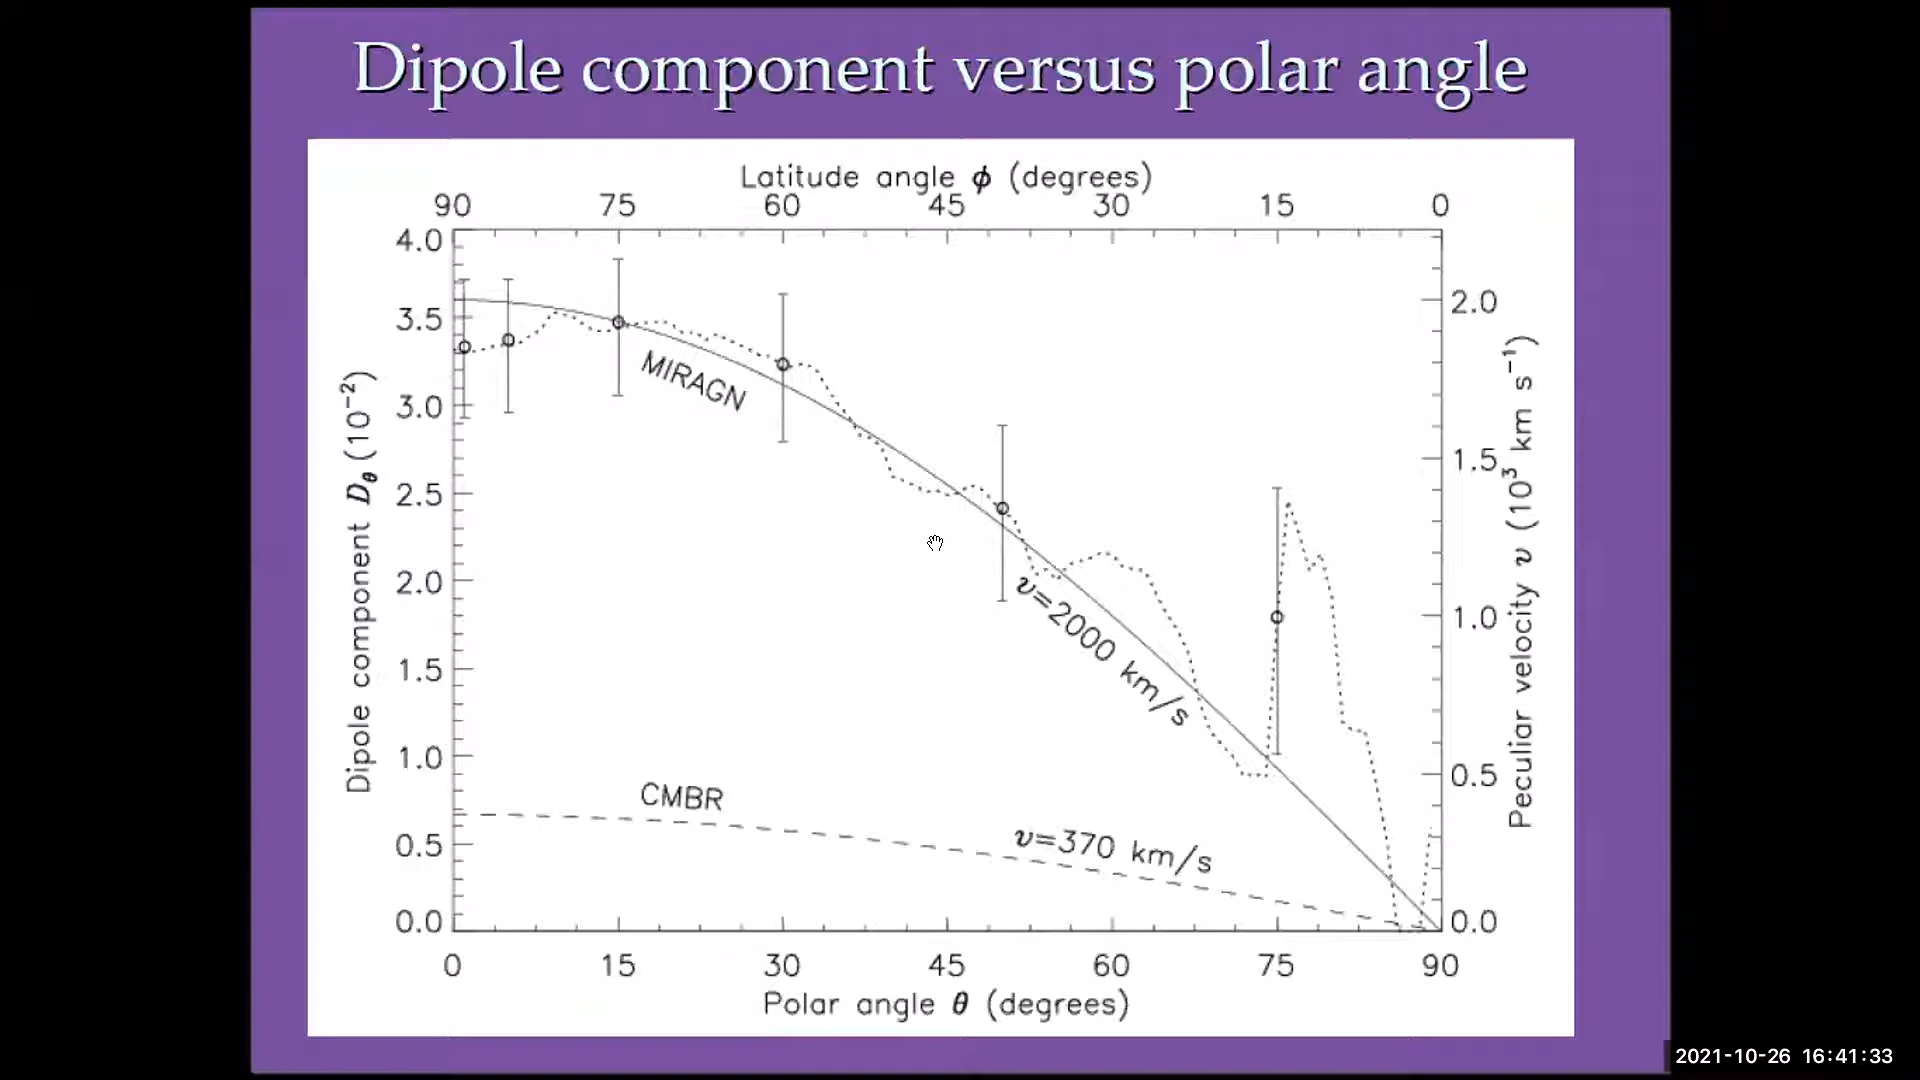 Dipole component versus polar angle
Latitude angle ϕ (degrees)
90 75 60 45 30 15 0
4.0
3.5
3.0
2.5
2.0
1.5
1.0
0.5
0.0
Dipole component D_θ (10⁻²)
MIRAGN
v=2000 km/s
CMBR
v=370 km/s
2.0
1.5
1.0
0.5
0.0
Peculiar velocity v (10³ km s⁻¹)
0 15 30 45 60 75 90
Polar angle θ (degrees)
2021-10-26 16:41:33